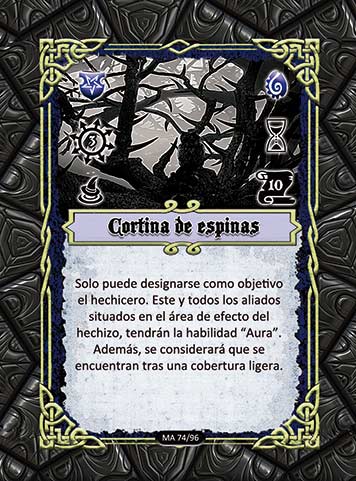 3
10
Cortina de espinas
Solo puede designarse como objetivo
el hechicero. Este y todos los aliados
situados en el área de efecto del
hechizo, tendrán la habilidad “Aura”.
Además, se considerará que se
encuentran tras una cobertura ligera.
MA 74/96